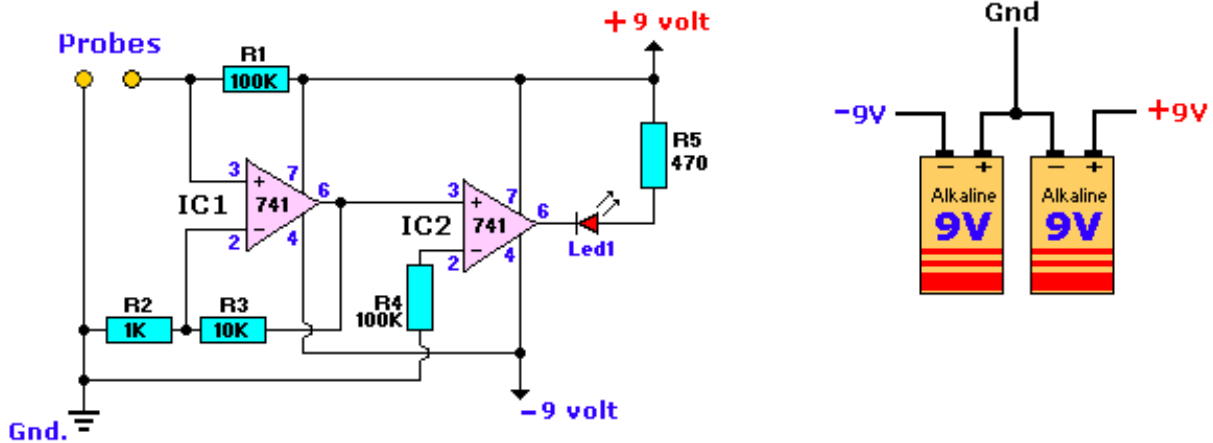 Probes
R1
100K
+ 9 volt
R5
470
3
+
7
IC1
741
6
2
−
4
3
+
7
IC2
741
6
2
−
4
Led1
R2
1K
R3
10K
R4
100K
Gnd.
−9 volt
Gnd
−9V
+9V
− +
Alkaline
9V
− +
Alkaline
9V